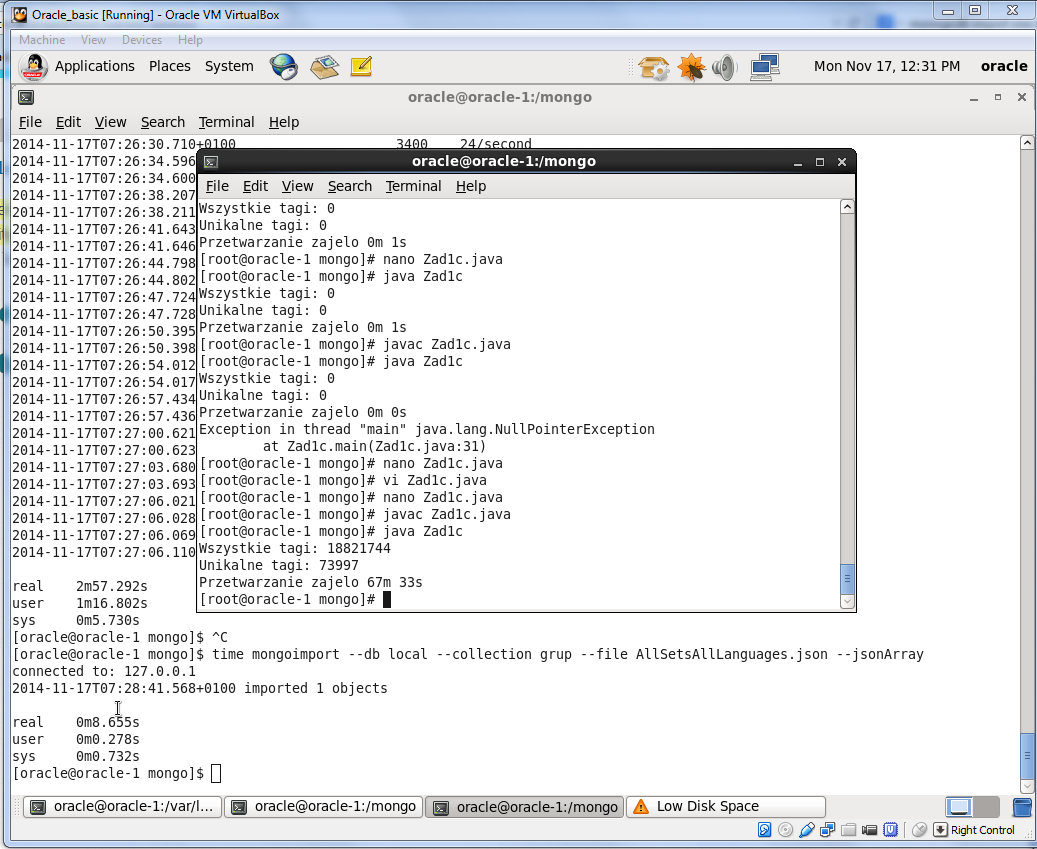 Oracle_basic [Running] - Oracle VM VirtualBox
Machine View Devices Help
Applications Places System Mon Nov 17, 12:31 PM oracle
oracle@oracle-1:/mongo
File Edit View Search Terminal Help
2014-11-17T07:26:30.710+0100 3400 24/second
2014-11-17T07:26:34.596
2014-11-17T07:26:34.600
2014-11-17T07:26:38.207
2014-11-17T07:26:38.211
2014-11-17T07:26:41.643
2014-11-17T07:26:41.646
2014-11-17T07:26:44.798
2014-11-17T07:26:44.802
2014-11-17T07:26:47.724
2014-11-17T07:26:47.728
2014-11-17T07:26:50.395
2014-11-17T07:26:50.398
2014-11-17T07:26:54.012
2014-11-17T07:26:54.017
2014-11-17T07:26:57.434
2014-11-17T07:26:57.436
2014-11-17T07:27:00.621
2014-11-17T07:27:00.623
2014-11-17T07:27:03.680
2014-11-17T07:27:03.693
2014-11-17T07:27:06.021
2014-11-17T07:27:06.028
2014-11-17T07:27:06.069
2014-11-17T07:27:06.110
real 2m57.292s
user 1m16.802s
sys 0m5.730s
[oracle@oracle-1 mongo]$ ^C
[oracle@oracle-1 mongo]$ time mongoimport --db local --collection grup --file AllSetsAllLanguages.json --jsonArray
connected to: 127.0.0.1
2014-11-17T07:28:41.568+0100 imported 1 objects
real 0m8.655s
user 0m0.278s
sys 0m0.732s
[oracle@oracle-1 mongo]$
oracle@oracle-1:/mongo
File Edit View Search Terminal Help
Wszystkie tagi: 0
Unikalne tagi: 0
Przetwarzanie zajelo 0m 1s
[root@oracle-1 mongo]# nano Zad1c.java
[root@oracle-1 mongo]# java Zad1c
Wszystkie tagi: 0
Unikalne tagi: 0
Przetwarzanie zajelo 0m 1s
[root@oracle-1 mongo]# javac Zad1c.java
[root@oracle-1 mongo]# java Zad1c
Wszystkie tagi: 0
Unikalne tagi: 0
Przetwarzanie zajelo 0m 0s
Exception in thread "main" java.lang.NullPointerException
at Zad1c.main(Zad1c.java:31)
[root@oracle-1 mongo]# nano Zad1c.java
[root@oracle-1 mongo]# vi Zad1c.java
[root@oracle-1 mongo]# nano Zad1c.java
[root@oracle-1 mongo]# javac Zad1c.java
[root@oracle-1 mongo]# java Zad1c
Wszystkie tagi: 18821744
Unikalne tagi: 73997
Przetwarzanie zajelo 67m 33s
[root@oracle-1 mongo]#
oracle@oracle-1:/var/l... oracle@oracle-1:/mongo oracle@oracle-1:/mongo Low Disk Space
Right Control